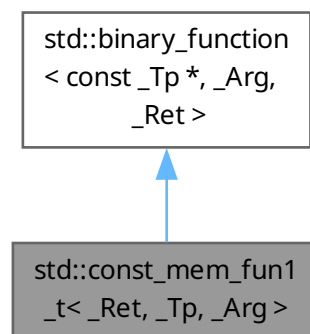 std::binary_function
< const _Tp *, _Arg,
_Ret >
std::const_mem_fun1
_t< _Ret, _Tp, _Arg >